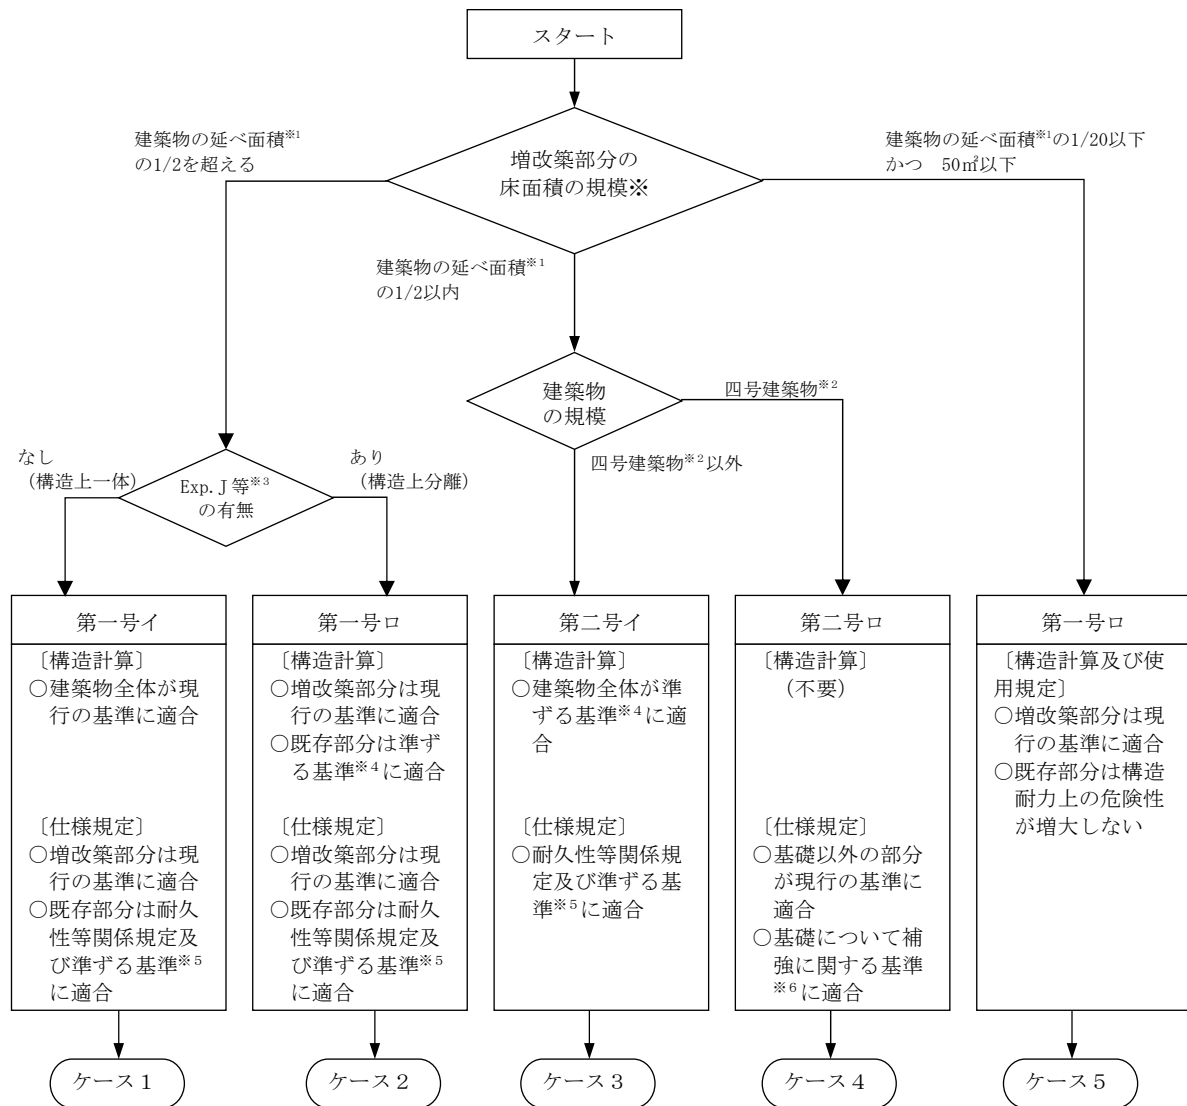 スタート
建築物の延べ面積※1
の1/2を超える
増改築部分の
床面積の規模※
建築物の延べ面積※1の1/20以下
かつ　50㎡以下
建築物の延べ面積※1
の1/2以内
建築物
の規模
四号建築物※2
四号建築物※2以外
なし
（構造上一体）
Exp.J等※3
の有無
あり
（構造上分離）
第一号イ
〔構造計算〕
○建築物全体が現
行の基準に適合
〔仕様規定〕
○増改築部分は現
行の基準に適合
○既存部分は耐久
性等関係規定及
び準ずる基準※5
に適合
ケース１
第一号ロ
〔構造計算〕
○増改築部分は現
行の基準に適合
○既存部分は準ず
る基準※4に適合
〔仕様規定〕
○増改築部分は現
行の基準に適合
○既存部分は耐久
性等関係規定及
び準ずる基準※5
に適合
ケース２
第二号イ
〔構造計算〕
○建築物全体が準
ずる基準※4に適
合
〔仕様規定〕
○耐久性等関係規
定及び準ずる基
準※5に適合
ケース３
第二号ロ
〔構造計算〕
（不要）
〔仕様規定〕
○基礎以外の部分
が現行の基準に
適合
○基礎について補
強に関する基準
※6に適合
ケース４
第一号ロ
〔構造計算及び使
用規定〕
○増改築部分は現
行の基準に適合
○既存部分は構造
耐力上の危険性
が増大しない
ケース５